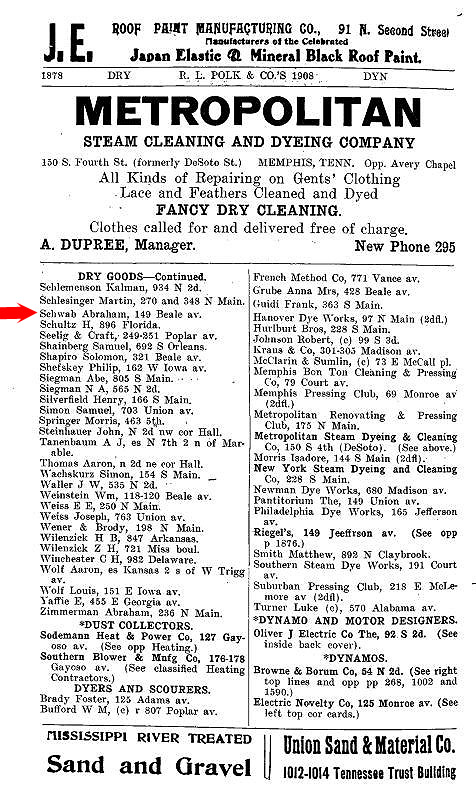 J.E.
ROOF PAINT MANUFACTURING CO., 91 N. Second Street
Manufacturers of the Celebrated
Japan Elastic & Mineral Black Roof Paint.
1878 DRY R. L. POLK & CO.'S 1908 DYN
METROPOLITAN
STEAM CLEANING AND DYEING COMPANY
150 S. Fourth St. (formerly DeSoto St.) MEMPHIS, TENN. Opp. Avery Chapel
All Kinds of Repairing on Gents' Clothing
Lace and Feathers Cleaned and Dyed
FANCY DRY CLEANING.
Clothes called for and delivered free of charge.
A. DUPREE, Manager. New Phone 295
DRY GOODS—Continued.
Schlemenson Kalman, 934 N 2d.
Schlesinger Martin, 270 and 348 N Main.
Schwab Abraham, 149 Beale av.
Schultz H, 896 Florida.
Seelig & Craft, 249-251 Poplar av.
Shainberg Samuel, 692 S Orleans.
Shapiro Solomon, 321 Beale av.
Shefskey Philip, 162 W Iowa av.
Siegman Abe, 805 S Main.
Siegman N A, 565 N 2d.
Silverfield Henry, 166 S Main.
Simon Samuel, 703 Union av.
Springer Morris, 463 5th.
Steinhauer John, N 2d nw cor Hall.
Tanenbaum A J, es N 7th 2 n of Mar-
able.
Thomas Aaron, n 2d ne cor Hall.
Wachskurz Simon, 154 S Main.
Waller J W, 535 N 2d.
Weinstein Wm, 118-120 Beale av.
Weiss E E, 250 N Main.
Weiss Joseph, 763 Union av.
Wener & Brody, 198 N Main.
Wilenzick H B, 847 Arkansas.
Wilenzick Z H, 721 Miss boul.
Winchester C H, 982 Delaware.
Wolf Aaron, es Kansas 2 s of W Trigg
av.
Wolf Louis, 151 E Iowa av.
Yaffie E, 455 E Georgia av.
Zimmerman Abraham, 236 N Main.
*DUST COLLECTORS.
Sodemann Heat & Power Co, 127 Gay-
oso av. (See opp Heating.)
Southern Blower & Mnfg Co, 176-178
Gayoso av. (See classified Heating
Contractors.)
DYERS AND SCOURERS.
Brady Foster, 125 Adams av.
Bufford W M, (c) r 807 Poplar av.
French Method Co, 771 Vance av.
Grube Anna Mrs, 428 Beale av.
Guidi Frank, 363 S Main.
Hanover Dye Works, 97 N Main (2dfl.)
Hurlburt Bros, 228 S Main.
Johnson Robert, (c) 99 S 3d.
Kraus & Co, 301-305 Madison av.
McClarin & Sumlin, (c) 73 E McCall pl.
Memphis Bon Ton Cleaning & Pressing
Co, 79 Court av.
Memphis Pressing Club, 69 Monroe av
(2dfl.)
Metropolitan Renovating & Pressing
Club, 175 N Main.
Metropolitan Steam Dyeing & Cleaning
Co, 150 S 4th (DeSoto). (See above.)
Morris Isadore, 144 S Main (2dfl).
New York Steam Dyeing and Cleaning
Co, 228 S Main.
Newman Dye Works, 680 Madison av.
Pantitorium The, 149 Union av.
Philadelphia Dye Works, 165 Jefferson
av.
Riegel's, 149 Jeeffrson av. (See opp
p 1876.)
Smith Matthew, 892 N Claybrook.
Southern Steam Dye Works, 191 Court
av.
Suburban Pressing Club, 218 E McLe-
more av (2dfl).
Turner Luke (c), 570 Alabama av.
*DYNAMO AND MOTOR DESIGNERS.
Oliver J Electric Co The, 92 S 2d. (See
inside back cover).
*DYNAMOS.
Browne & Borum Co, 54 N 2d. (See right
top lines and opp pp 268, 1002 and
1590.)
Electric Novelty Co, 125 Monroe av. (See
left top cor cards.)
MISSISSIPPI RIVER TREATED
Sand and Gravel
Union Sand & Material Co.
1012-1014 Tennessee Trust Building